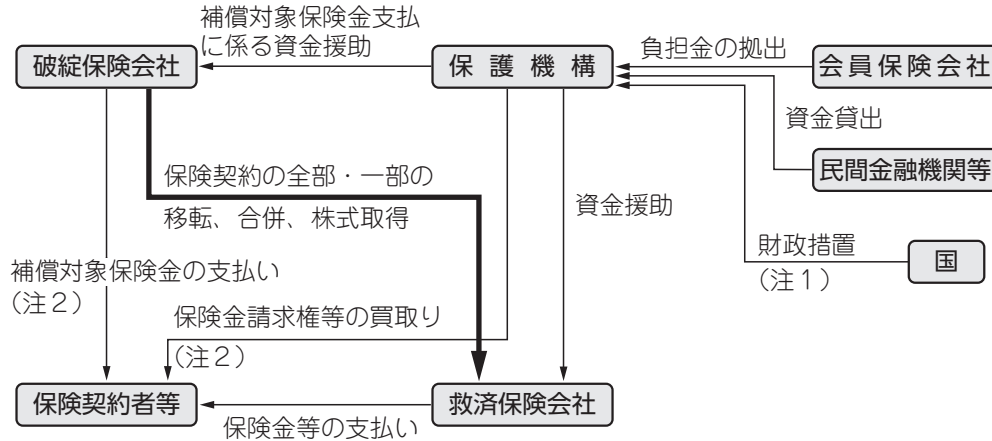 補償対象保険金支払
に係る資金援助
破綻保険会社
保護機構
負担金の拠出
会員保険会社
資金貸出
民間金融機関等
保険契約の全部・一部の
移転、合併、株式取得
資金援助
財政措置
（注１）
国
補償対象保険金の支払い
（注２）
保険金請求権等の買取り
（注２）
保険契約者等
救済保険会社
保険金等の支払い